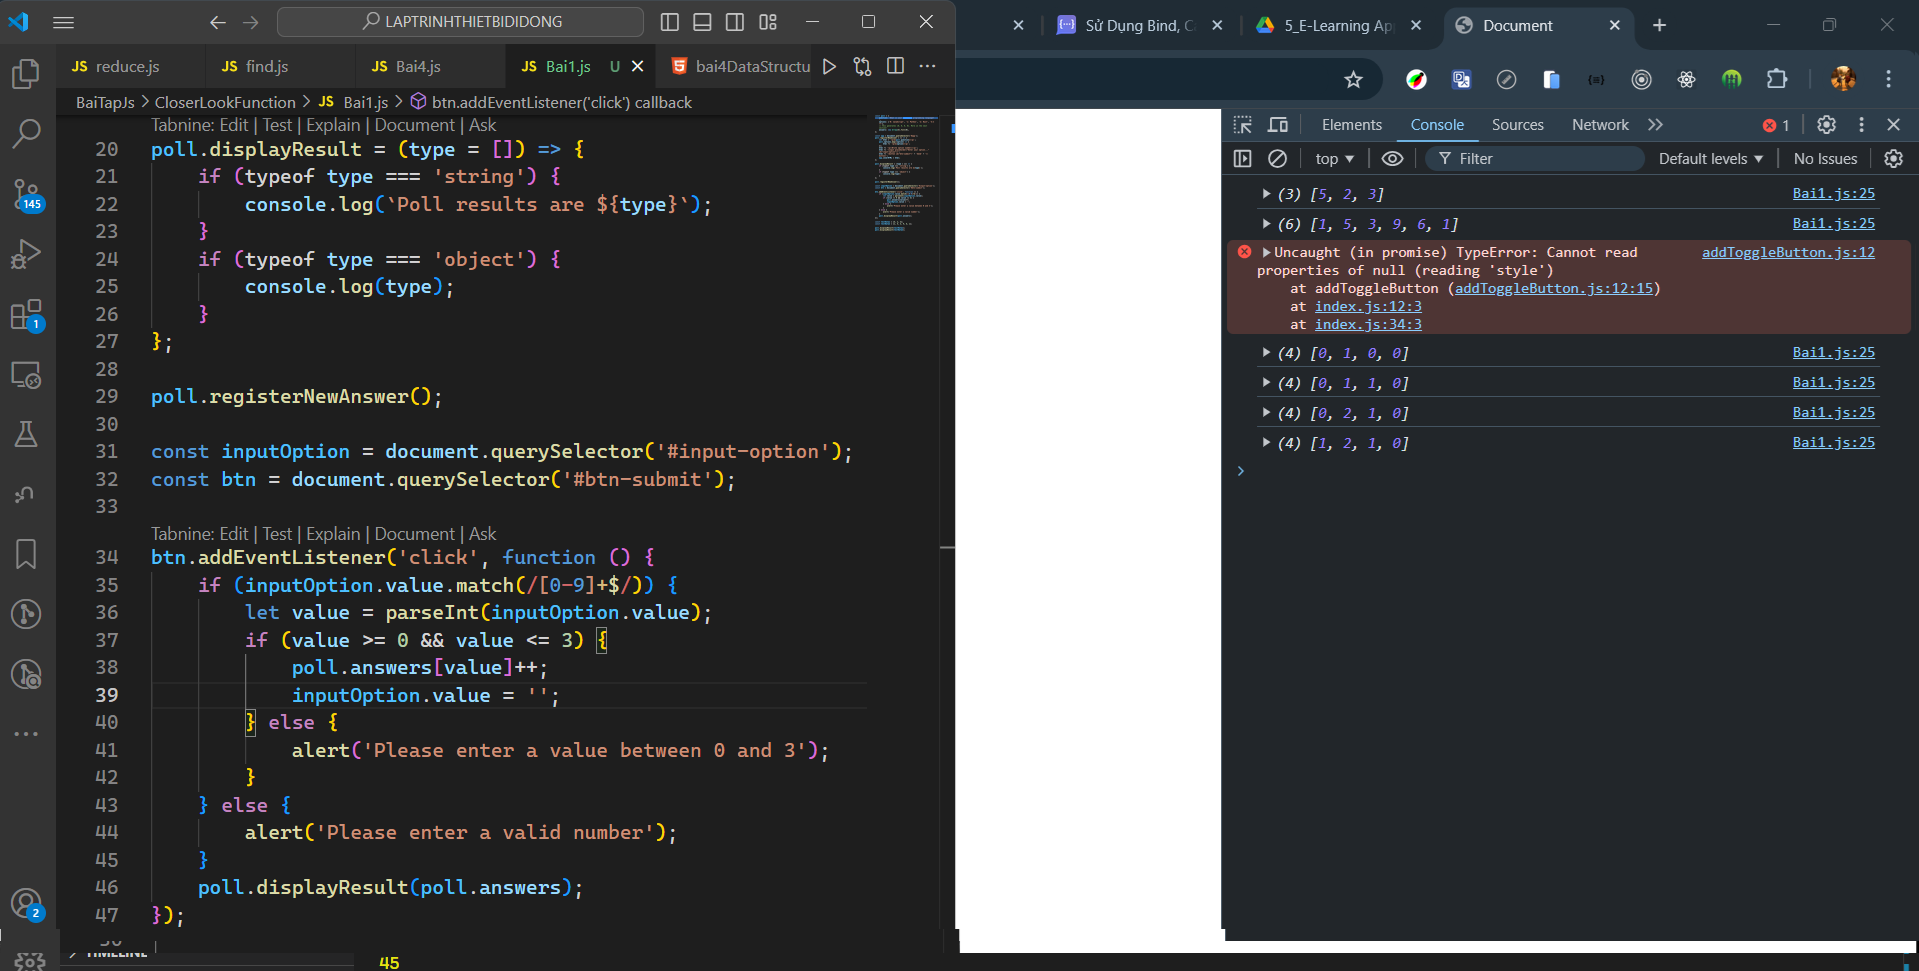 LAPTRINHTHIETBIDIDONG
JS reduce.js
JS find.js
JS Bai4.js
JS Bai1.js U
bai4DataStructu
BaiTapJs > CloserLookFunction > JS Bai1.js > btn.addEventListener('click') callback
Tabnine: Edit | Test | Explain | Document | Ask
20 poll.displayResult = (type = []) => {
21 if (typeof type === 'string') {
22 console.log(`Poll results are ${type}`);
23 }
24 if (typeof type === 'object') {
25 console.log(type);
26 }
27 };
28
29 poll.registerNewAnswer();
30
31 const inputOption = document.querySelector('#input-option');
32 const btn = document.querySelector('#btn-submit');
33
Tabnine: Edit | Test | Explain | Document | Ask
34 btn.addEventListener('click', function () {
35 if (inputOption.value.match(/[0-9]+$/)) {
36 let value = parseInt(inputOption.value);
37 if (value >= 0 && value <= 3) {
38 poll.answers[value]++;
39 inputOption.value = '';
40 } else {
41 alert('Please enter a value between 0 and 3');
42 }
43 } else {
44 alert('Please enter a valid number');
45 }
46 poll.displayResult(poll.answers);
47 });
145
1
2
45
Sử Dụng Bind, C
5_E-Learning Ap
Document
Elements Console Sources Network 1
top Filter Default levels No Issues
(3) [5, 2, 3] Bai1.js:25
(6) [1, 5, 3, 9, 6, 1] Bai1.js:25
Uncaught (in promise) TypeError: Cannot read addToggleButton.js:12
properties of null (reading 'style')
at addToggleButton (addToggleButton.js:12:15)
at index.js:12:3
at index.js:34:3
(4) [0, 1, 0, 0] Bai1.js:25
(4) [0, 1, 1, 0] Bai1.js:25
(4) [0, 2, 1, 0] Bai1.js:25
(4) [1, 2, 1, 0] Bai1.js:25